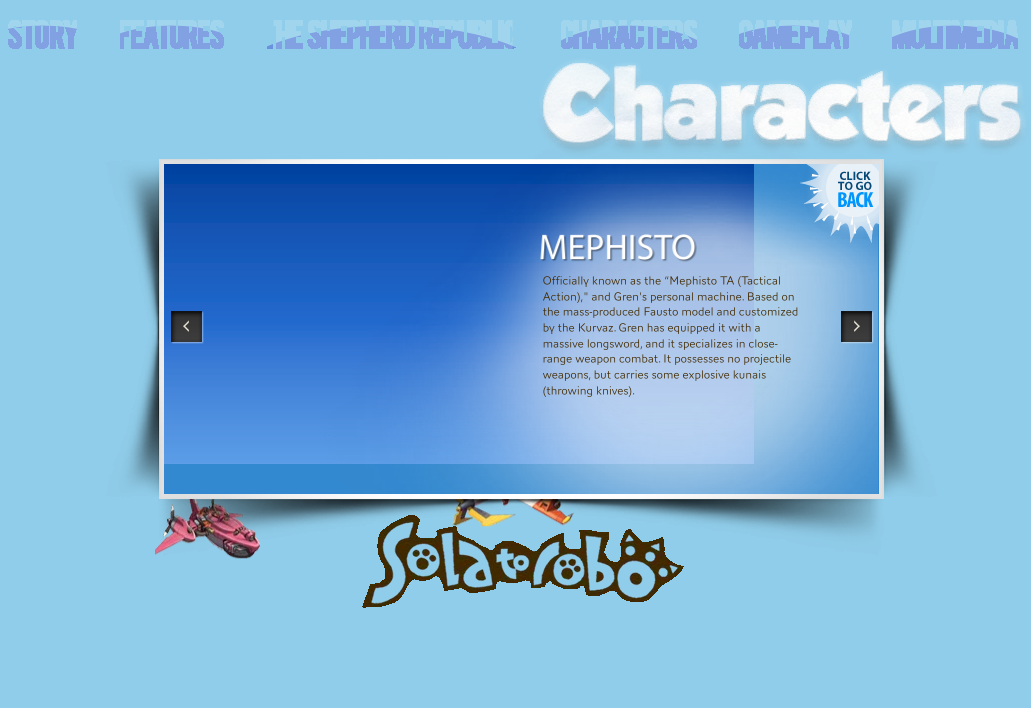 STORY FEATURES THE SHEPHERD REPUBLIC CHARACTERS GAMEPLAY MULTIMEDIA
Characters
CLICK
TO GO
BACK
MEPHISTO
Officially known as the “Mephisto TA (Tactical
Action),” and Gren's personal machine. Based on
the mass-produced Fausto model and customized
by the Kurvaz. Gren has equipped it with a
massive longsword, and it specializes in close-
range weapon combat. It possesses no projectile
weapons, but carries some explosive kunais
(throwing knives).
Solatorobo